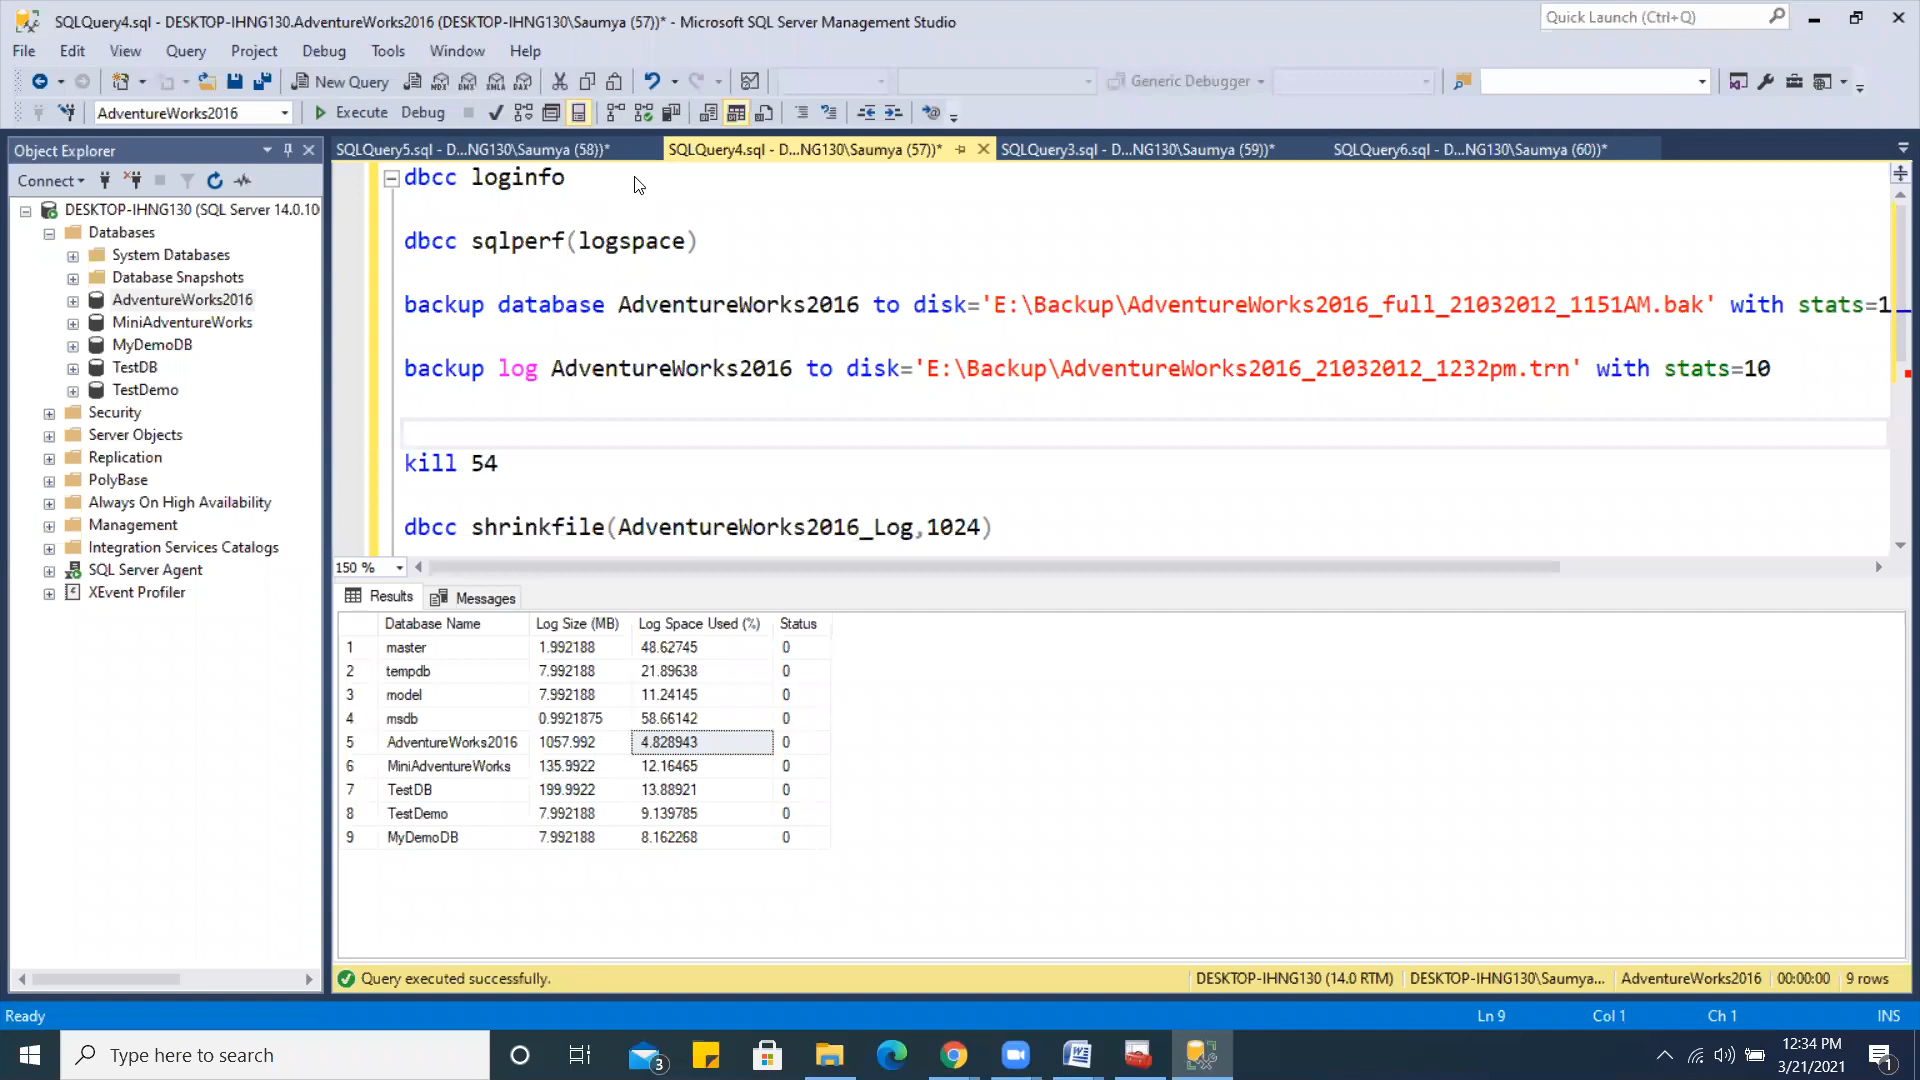 SQLQuery4.sql - DESKTOP-IHNG130.AdventureWorks2016 (DESKTOP-IHNG130\Saumya (57))* - Microsoft SQL Server Management Studio
Quick Launch (Ctrl+Q)
File Edit View Query Project Debug Tools Window Help
New Query
MDX DMX XMLA DAX
Generic Debugger
AdventureWorks2016
Execute Debug
Object Explorer
SQLQuery5.sql - D...NG130\Saumya (58))*
SQLQuery4.sql - D...NG130\Saumya (57))*
SQLQuery3.sql - D...NG130\Saumya (59))*
SQLQuery6.sql - D...NG130\Saumya (60))*
Connect
DESKTOP-IHNG130 (SQL Server 14.0.10
Databases
System Databases
Database Snapshots
AdventureWorks2016
MiniAdventureWorks
MyDemoDB
TestDB
TestDemo
Security
Server Objects
Replication
PolyBase
Always On High Availability
Management
Integration Services Catalogs
SQL Server Agent
XEvent Profiler
dbcc loginfo
dbcc sqlperf(logspace)
backup database AdventureWorks2016 to disk='E:\Backup\AdventureWorks2016_full_21032012_1151AM.bak' with stats=1
backup log AdventureWorks2016 to disk='E:\Backup\AdventureWorks2016_21032012_1232pm.trn' with stats=10
kill 54
dbcc shrinkfile(AdventureWorks2016_Log,1024)
150 %
Results Messages
Database Name Log Size (MB) Log Space Used (%) Status
1 master 1.992188 48.62745 0
2 tempdb 7.992188 21.89638 0
3 model 7.992188 11.24145 0
4 msdb 0.9921875 58.66142 0
5 AdventureWorks2016 1057.992 4.828943 0
6 MiniAdventureWorks 135.9922 12.16465 0
7 TestDB 199.9922 13.88921 0
8 TestDemo 7.992188 9.139785 0
9 MyDemoDB 7.992188 8.162268 0
Query executed successfully.
DESKTOP-IHNG130 (14.0 RTM) DESKTOP-IHNG130\Saumya... AdventureWorks2016 00:00:00 9 rows
Ready
Ln 9 Col 1 Ch 1 INS
Type here to search
3
12:34 PM
3/21/2021
1